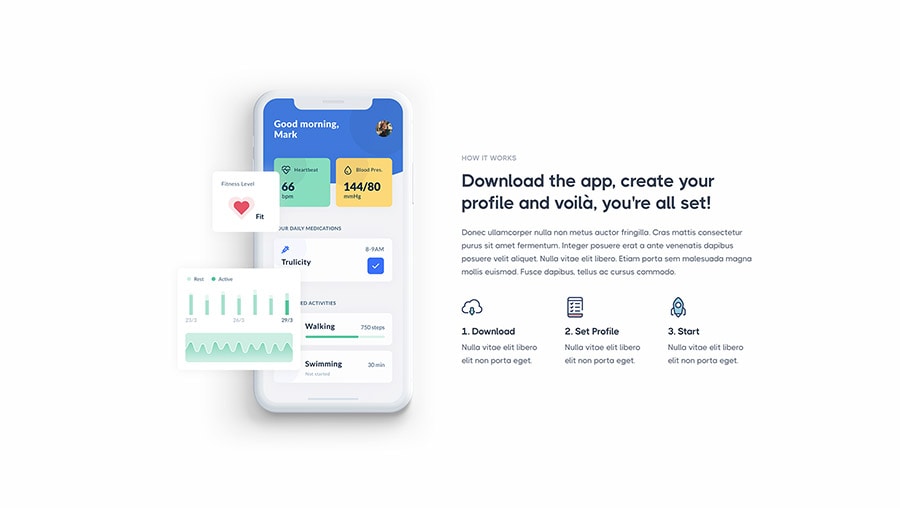 Good morning,
Mark
Heartbeat
66
bpm
Blood Pres.
144/80
mmHg
Fitness Level
Fit
OUR DAILY MEDICATIONS
8-9AM
Trulicity
Rest
Active
23/3
26/3
29/3
ED ACTIVITIES
Walking
750 steps
Swimming
30 min
Not started
HOW IT WORKS
Download the app, create your
profile and voilà, you're all set!
Donec ullamcorper nulla non metus auctor fringilla. Cras mattis consectetur
purus sit amet fermentum. Integer posuere erat a ante venenatis dapibus
posuere velit aliquet. Nulla vitae elit libero. Etiam porta sem malesuada magna
mollis euismod. Fusce dapibus, tellus ac cursus commodo.
1. Download
Nulla vitae elit libero
elit non porta eget.
2. Set Profile
Nulla vitae elit libero
elit non porta eget.
3. Start
Nulla vitae elit libero
elit non porta eget.